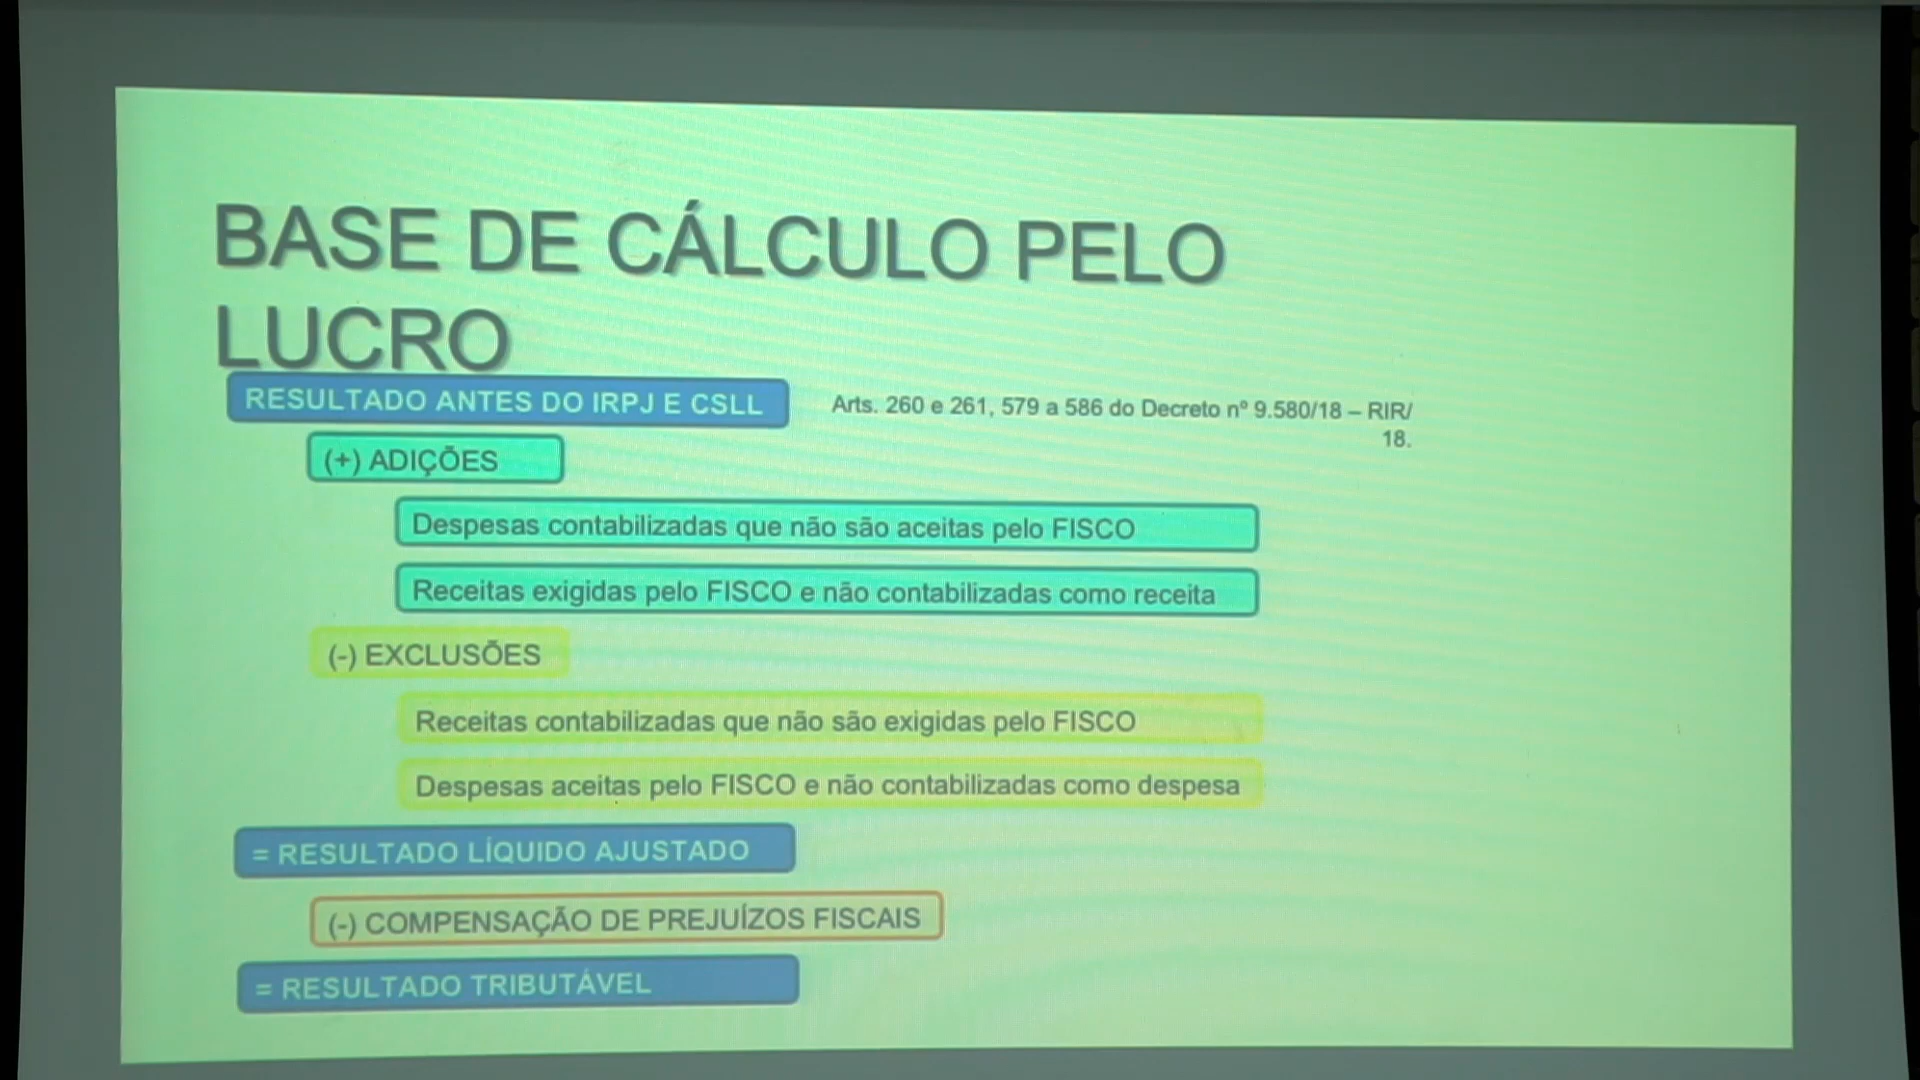 BASE DE CÁLCULO PELO
LUCRO
RESULTADO ANTES DO IRPJ E CSLL
Arts. 260 e 261, 579 a 586 do Decreto nº 9.580/18 – RIR/
18.
(+) ADIÇÕES
Despesas contabilizadas que não são aceitas pelo FISCO
Receitas exigidas pelo FISCO e não contabilizadas como receita
(-) EXCLUSÕES
Receitas contabilizadas que não são exigidas pelo FISCO
Despesas aceitas pelo FISCO e não contabilizadas como despesa
= RESULTADO LÍQUIDO AJUSTADO
(-) COMPENSAÇÃO DE PREJUÍZOS FISCAIS
= RESULTADO TRIBUTÁVEL